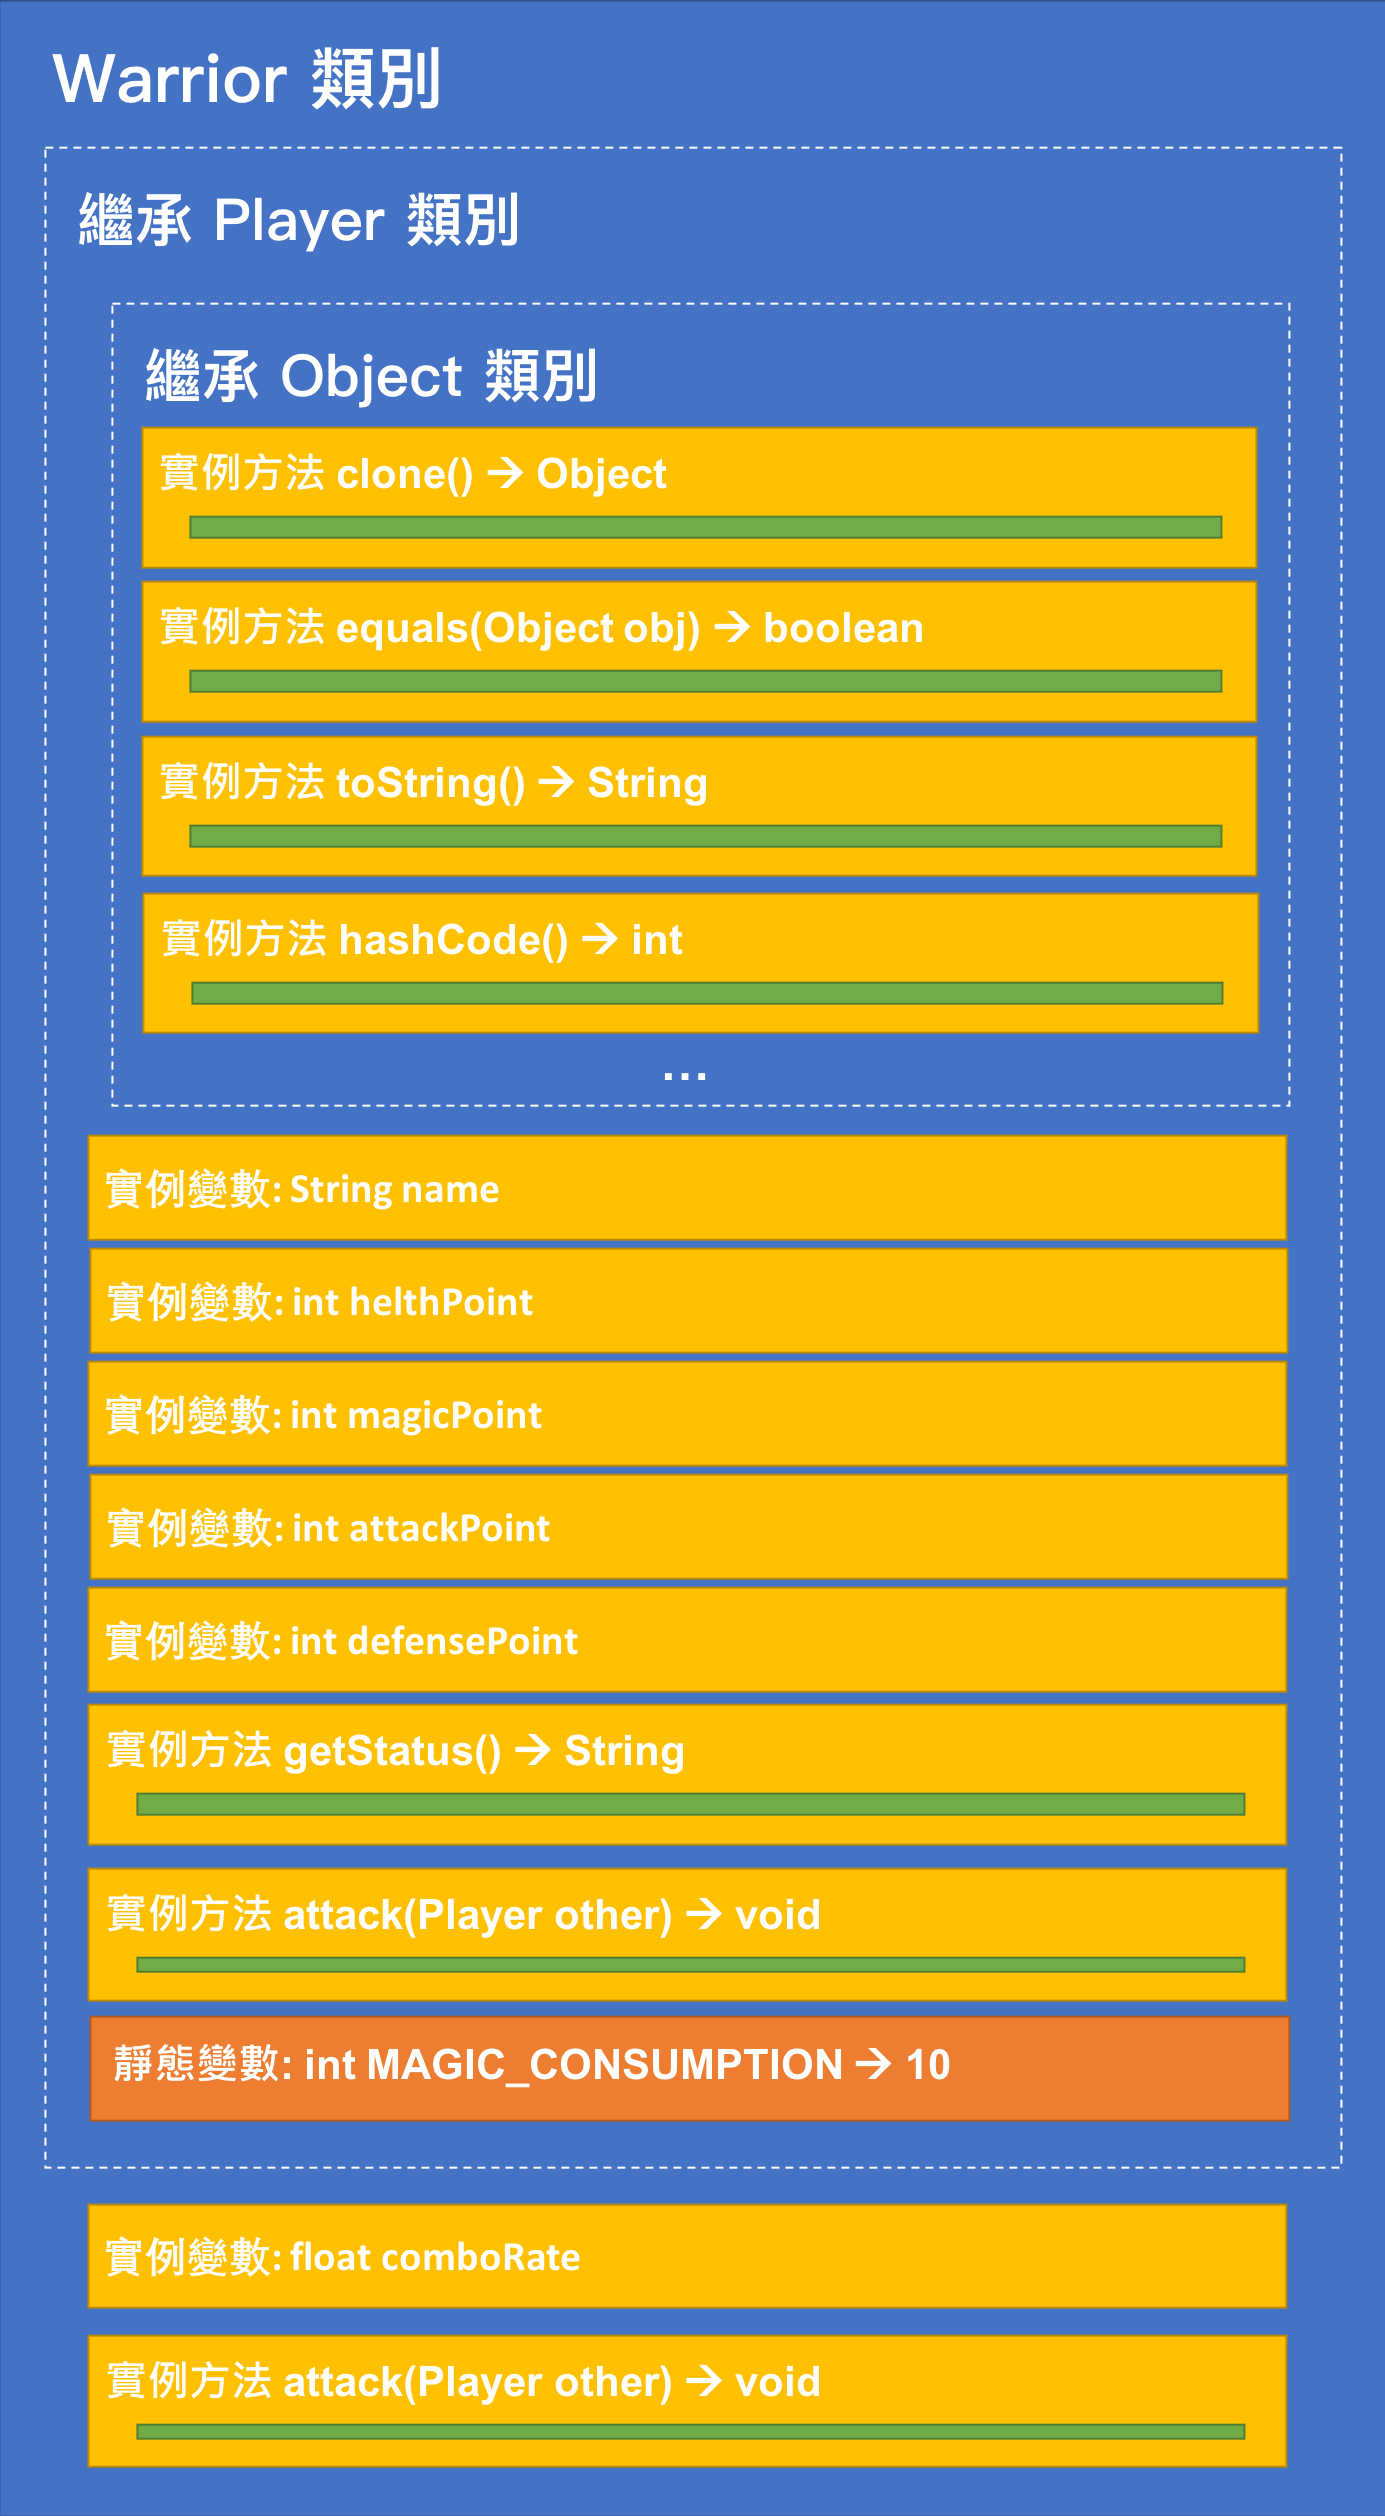 Warrior 類別
繼承 Player 類別
繼承 Object 類別
實例方法 clone() → Object
實例方法 equals(Object obj) → boolean
實例方法 toString() → String
實例方法 hashCode() → int
...
實例變數: String name
實例變數: int helthPoint
實例變數: int magicPoint
實例變數: int attackPoint
實例變數: int defensePoint
實例方法 getStatus() → String
實例方法 attack(Player other) → void
靜態變數: int MAGIC_CONSUMPTION → 10
實例變數: float comboRate
實例方法 attack(Player other) → void